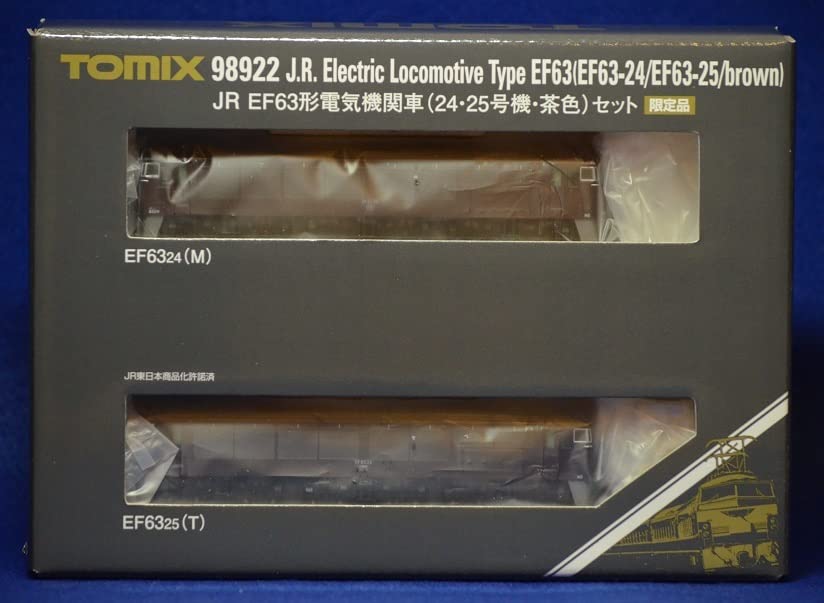 TOMIX 98922 J.R. Electric Locomotive Type EF63(EF63-24/EF63-25/brown)
JR EF63形電気機関車(24・25号機・茶色)セット 限定品
EF6324(M)
JR東日本商品化許諾済
EF6325(T)